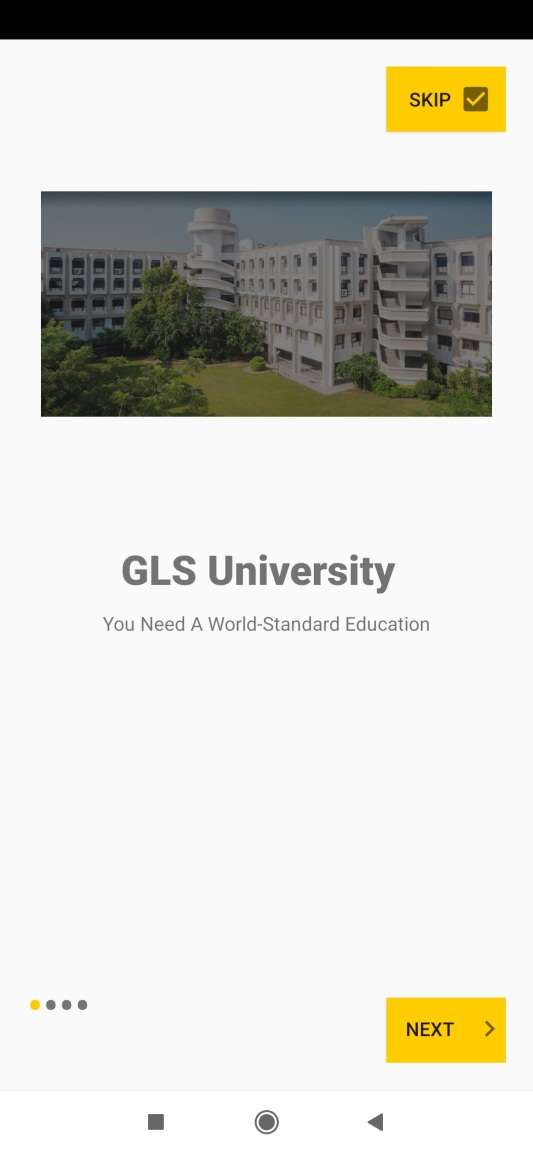 SKIP
GLS University
You Need A World-Standard Education
NEXT